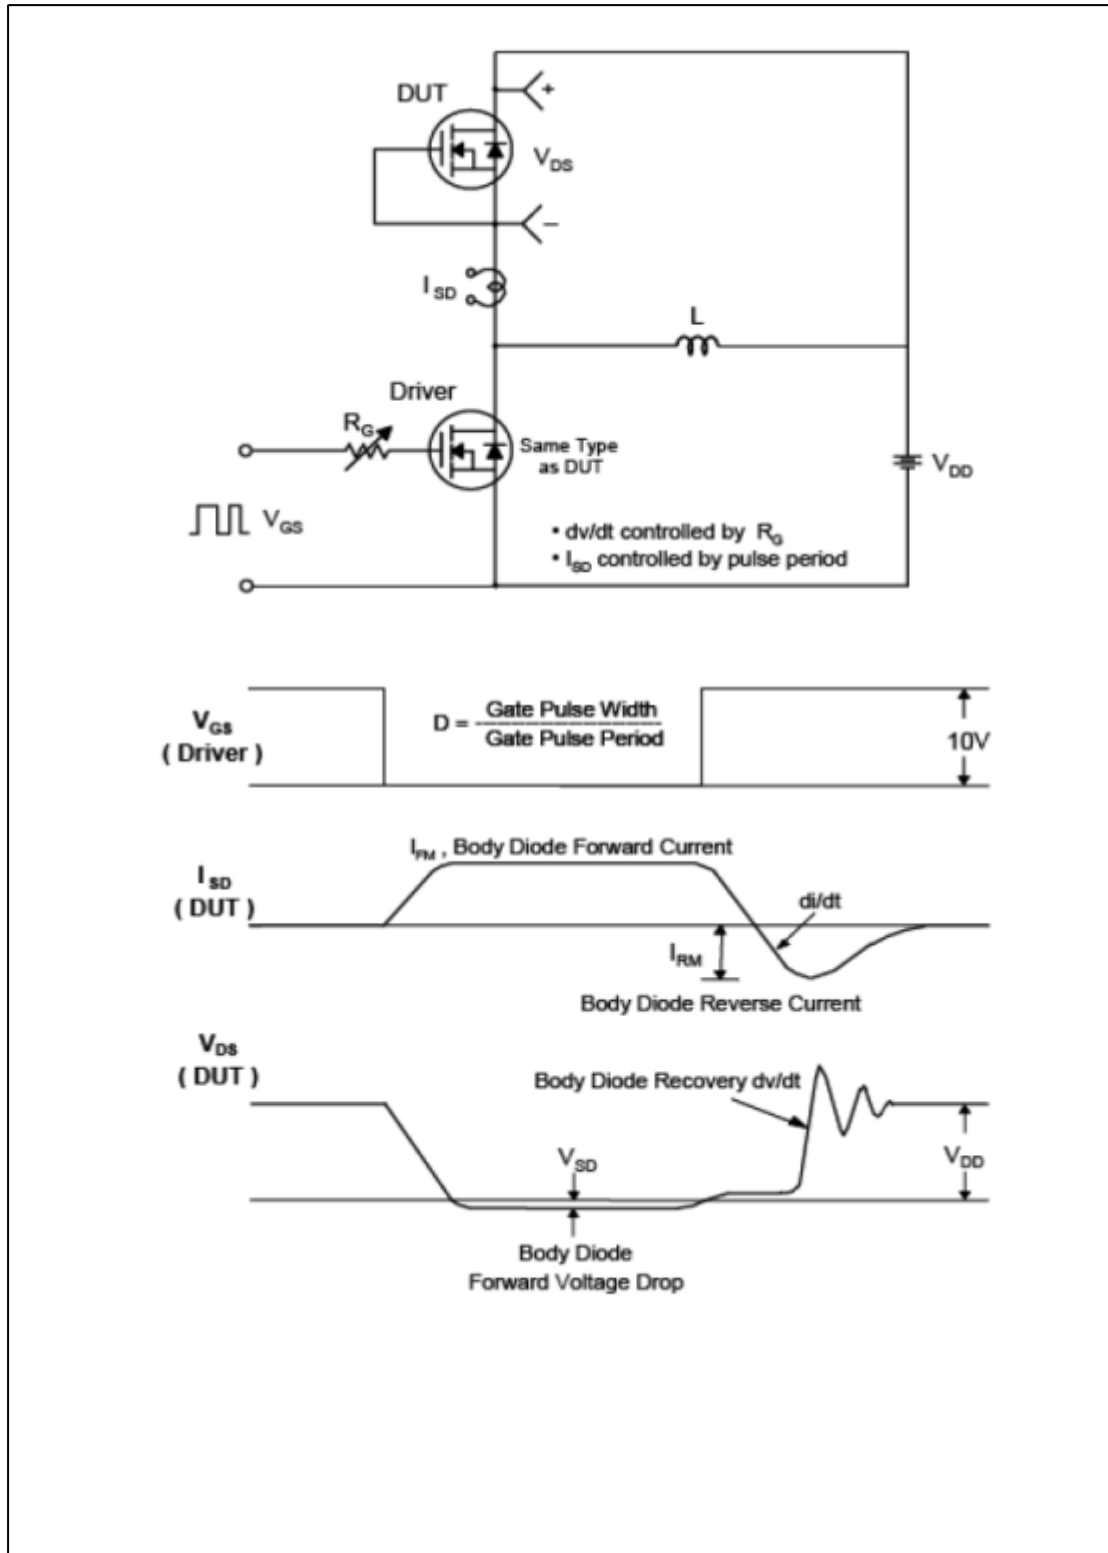 DUT
+
V_DS
–
I_SD
L
Driver
R_G
Same Type
as DUT
V_DD
V_GS
• dv/dt controlled by R_G
• I_SD controlled by pulse period
V_GS
( Driver )
D = Gate Pulse Width
Gate Pulse Period
10V
I_FM , Body Diode Forward Current
I_SD
( DUT )
di/dt
I_RM
Body Diode Reverse Current
V_DS
( DUT )
Body Diode Recovery dv/dt
V_SD
V_DD
Body Diode
Forward Voltage Drop